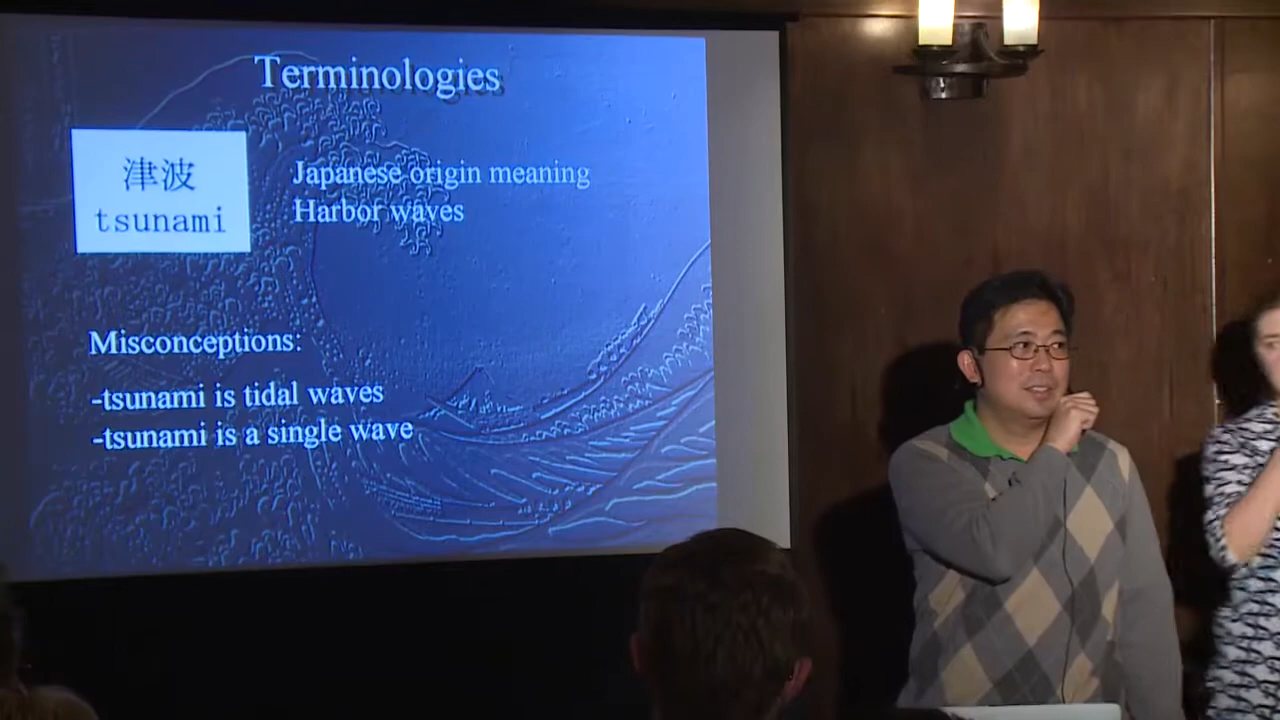 Terminologies
津波
tsunami
Japanese origin meaning
Harbor waves
Misconceptions:
-tsunami is tidal waves
-tsunami is a single wave